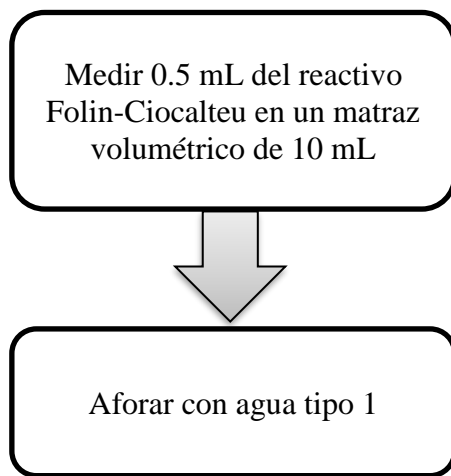 Medir 0.5 mL del reactivo
Folin-Ciocalteu en un matraz
volumétrico de 10 mL
Aforar con agua tipo 1